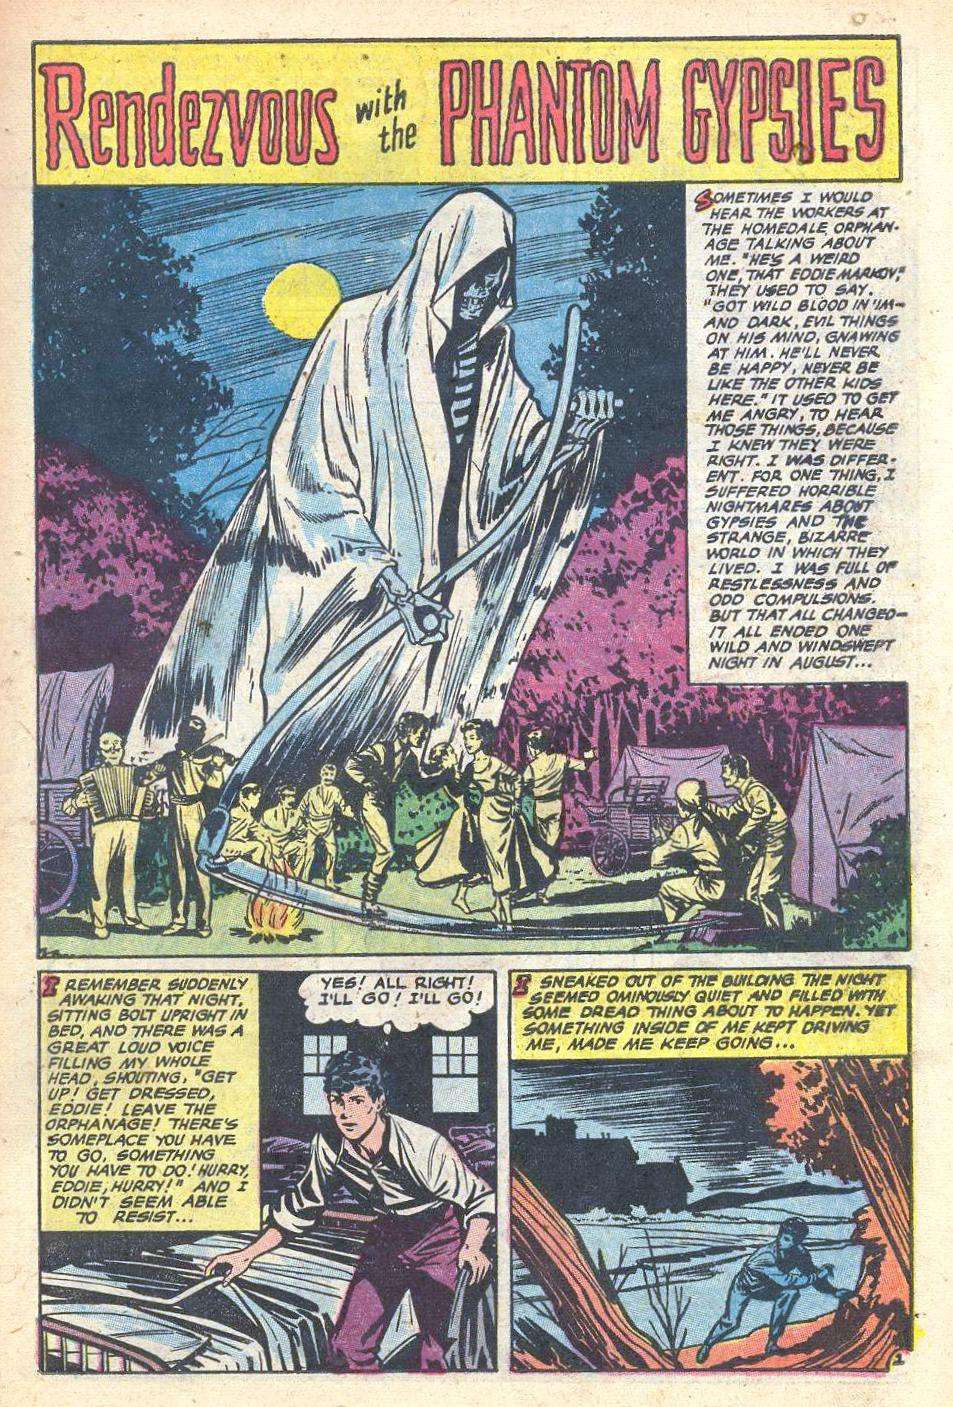 Rendezvous with the PHANTOM GYPSIES
SOMETIMES I WOULD
HEAR THE WORKERS AT
THE HOMEDALE ORPHAN-
AGE TALKING ABOUT
ME. "HE'S A WEIRD
ONE, THAT EDDIE MARKOV,"
THEY USED TO SAY.
"GOT WILD BLOOD IN 'IM—
AND DARK, EVIL THINGS
ON HIS MIND, GNAWING
AT HIM. HE'LL NEVER
BE HAPPY, NEVER BE
LIKE THE OTHER KIDS
HERE." IT USED TO GET
ME ANGRY, TO HEAR
THOSE THINGS, BECAUSE
I KNEW THEY WERE
RIGHT. I WAS DIFFER-
ENT. FOR ONE THING, I
SUFFERED HORRIBLE
NIGHTMARES ABOUT
GYPSIES AND THE
STRANGE, BIZARRE
WORLD IN WHICH THEY
LIVED. I WAS FULL OF
RESTLESSNESS AND
ODD COMPULSIONS.
BUT THAT ALL CHANGED—
IT ALL ENDED ONE
WILD AND WINDSWEPT
NIGHT IN AUGUST...
I REMEMBER SUDDENLY
AWAKING THAT NIGHT,
SITTING BOLT UPRIGHT IN
BED, AND THERE WAS A
GREAT LOUD VOICE
FILLING MY WHOLE
HEAD, SHOUTING, "GET
UP! GET DRESSED,
EDDIE! LEAVE THE
ORPHANAGE! THERE'S
SOMEPLACE YOU HAVE
TO GO, SOMETHING
YOU HAVE TO DO! HURRY,
EDDIE, HURRY!" AND I
DIDN'T SEEM ABLE
TO RESIST...
YES! ALL RIGHT!
I'LL GO! I'LL GO!
I SNEAKED OUT OF THE BUILDING THE NIGHT
SEEMED OMINOUSLY QUIET AND FILLED WITH
SOME DREAD THING ABOUT TO HAPPEN. YET
SOMETHING INSIDE OF ME KEPT DRIVING
ME, MADE ME KEEP GOING...
1